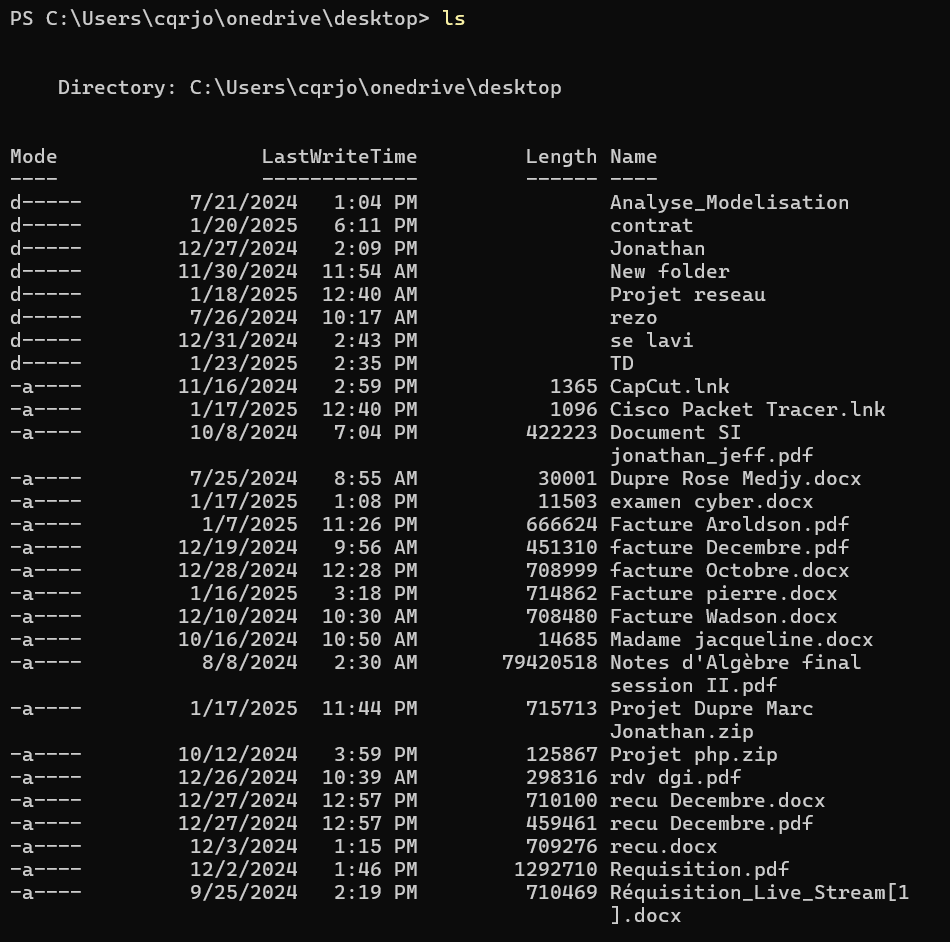 PS C:\Users\cqrjo\onedrive\desktop> ls
Directory: C:\Users\cqrjo\onedrive\desktop
Mode                 LastWriteTime         Length Name
----                 -------------         ------ ----
d-----         7/21/2024   1:04 PM                Analyse_Modelisation
d-----         1/20/2025   6:11 PM                contrat
d-----        12/27/2024   2:09 PM                Jonathan
d-----        11/30/2024  11:54 AM                New folder
d-----         1/18/2025  12:40 AM                Projet reseau
d-----         7/26/2024  10:17 AM                rezo
d-----        12/31/2024   2:43 PM                se lavi
d-----         1/23/2025   2:35 PM                TD
-a----        11/16/2024   2:59 PM           1365 CapCut.lnk
-a----         1/17/2025  12:40 PM           1096 Cisco Packet Tracer.lnk
-a----         10/8/2024   7:04 PM         422223 Document SI
jonathan_jeff.pdf
-a----         7/25/2024   8:55 AM          30001 Dupre Rose Medjy.docx
-a----         1/17/2025   1:08 PM          11503 examen cyber.docx
-a----          1/7/2025  11:26 PM         666624 Facture Aroldson.pdf
-a----        12/19/2024   9:56 AM         451310 facture Decembre.pdf
-a----        12/28/2024  12:28 PM         708999 facture Octobre.docx
-a----         1/16/2025   3:18 PM         714862 Facture pierre.docx
-a----        12/10/2024  10:30 AM         708480 Facture Wadson.docx
-a----        10/16/2024  10:50 AM          14685 Madame jacqueline.docx
-a----          8/8/2024   2:30 AM       79420518 Notes d'Algèbre final
session II.pdf
-a----         1/17/2025  11:44 PM         715713 Projet Dupre Marc
Jonathan.zip
-a----        10/12/2024   3:59 PM         125867 Projet php.zip
-a----        12/26/2024  10:39 AM         298316 rdv dgi.pdf
-a----        12/27/2024  12:57 PM         710100 recu Decembre.docx
-a----        12/27/2024  12:57 PM         459461 recu Decembre.pdf
-a----         12/3/2024   1:15 PM         709276 recu.docx
-a----         12/2/2024   1:46 PM        1292710 Requisition.pdf
-a----         9/25/2024   2:19 PM         710469 Réquisition_Live_Stream[1
].docx